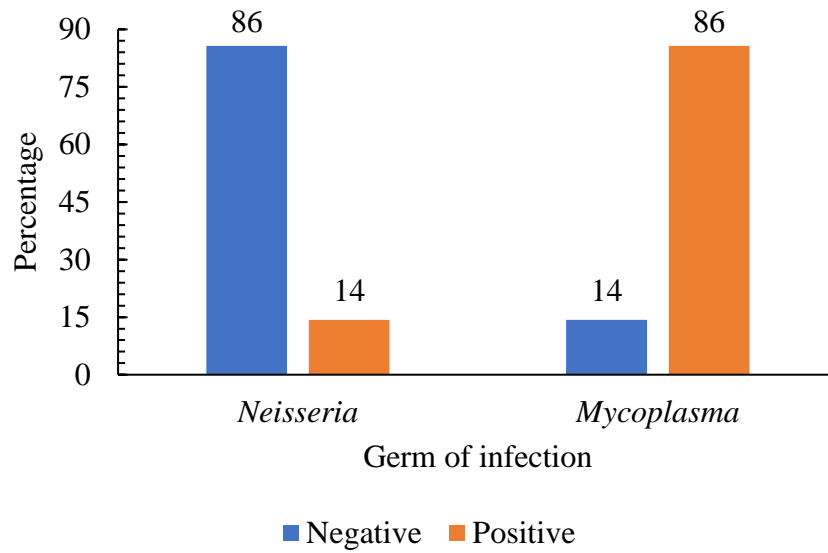 90
75
60
45
30
15
0
Percentage
86
14
14
86
Neisseria
Mycoplasma
Germ of infection
Negative Positive